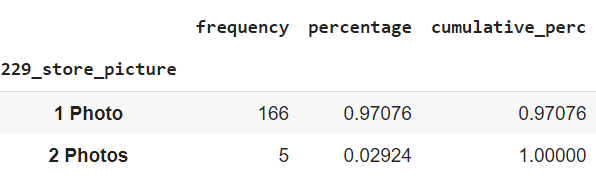 frequency percentage cumulative_perc
229_store_picture
1 Photo 166 0.97076 0.97076
2 Photos 5 0.02924 1.00000